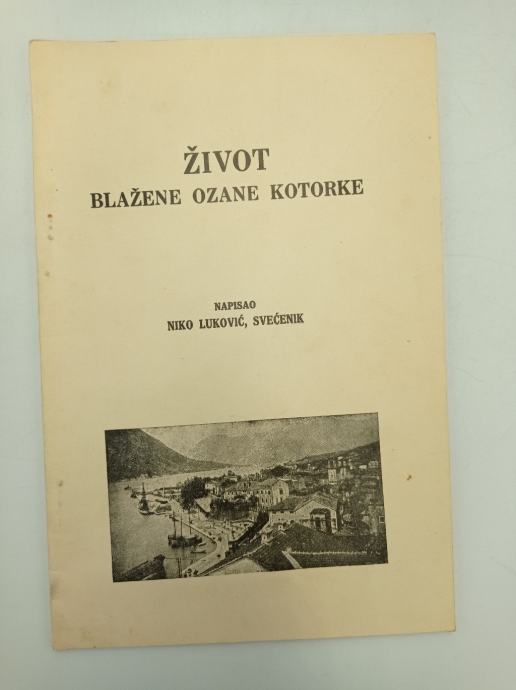 ŽIVOT
BLAŽENE OZANE KOTORKE
NAPISAO
NIKO LUKOVIĆ, SVEĆENIK